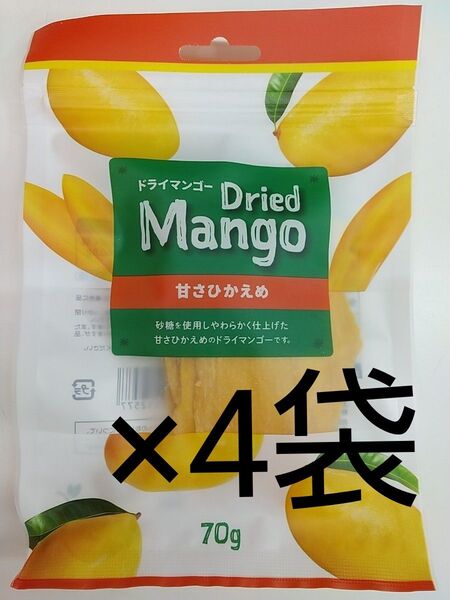 ドライマンゴー
Dried
Mango
甘さひかえめ
砂糖を使用しやわらかく仕上げた
甘さひかえめのドライマンゴーです。
プラ
×4袋
70g